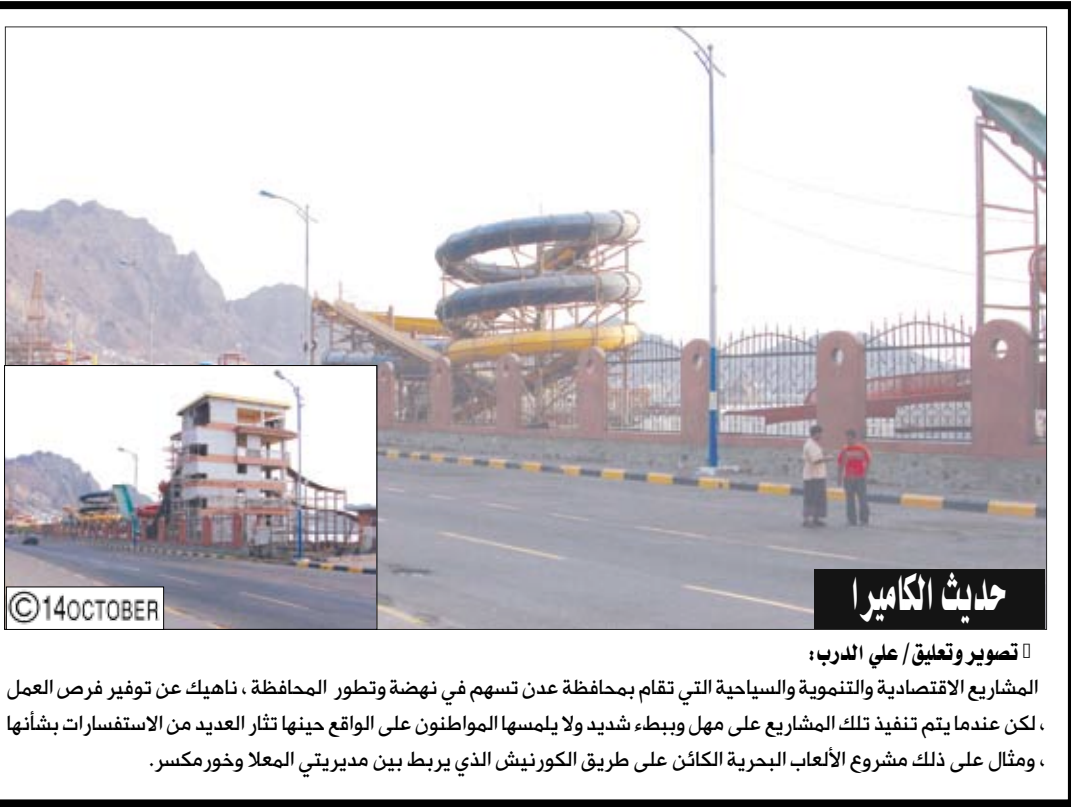 ©14OCTOBER
حديث الكاميرا
تصوير وتعليق/ علي الدرب:
المشاريع الاقتصادية والتنموية والسياحية التي تقام بمحافظة عدن تسهم في نهضة وتطور المحافظة ، ناهيك عن توفير فرص العمل
، لكن عندما يتم تنفيذ تلك المشاريع على مهل وببطء شديد ولا يلمسها المواطنون على الواقع حينها تثار العديد من الاستفسارات بشأنها
، ومثال على ذلك مشروع الألعاب البحرية الكائن على طريق الكورنيش الذي يربط بين مديريتي المعلا وخورمكسر.